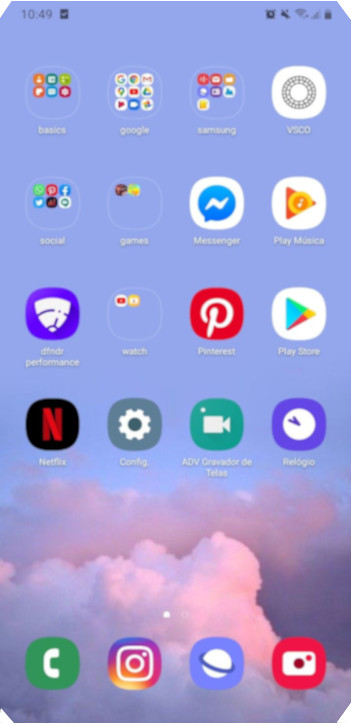 10:49
basics
google
samsung
VSCO
social
games
Messenger
Play Música
dfndr
performance
watch
Pinterest
Play Store
Netflix
Config.
ADV Gravador de
Telas
Relógio